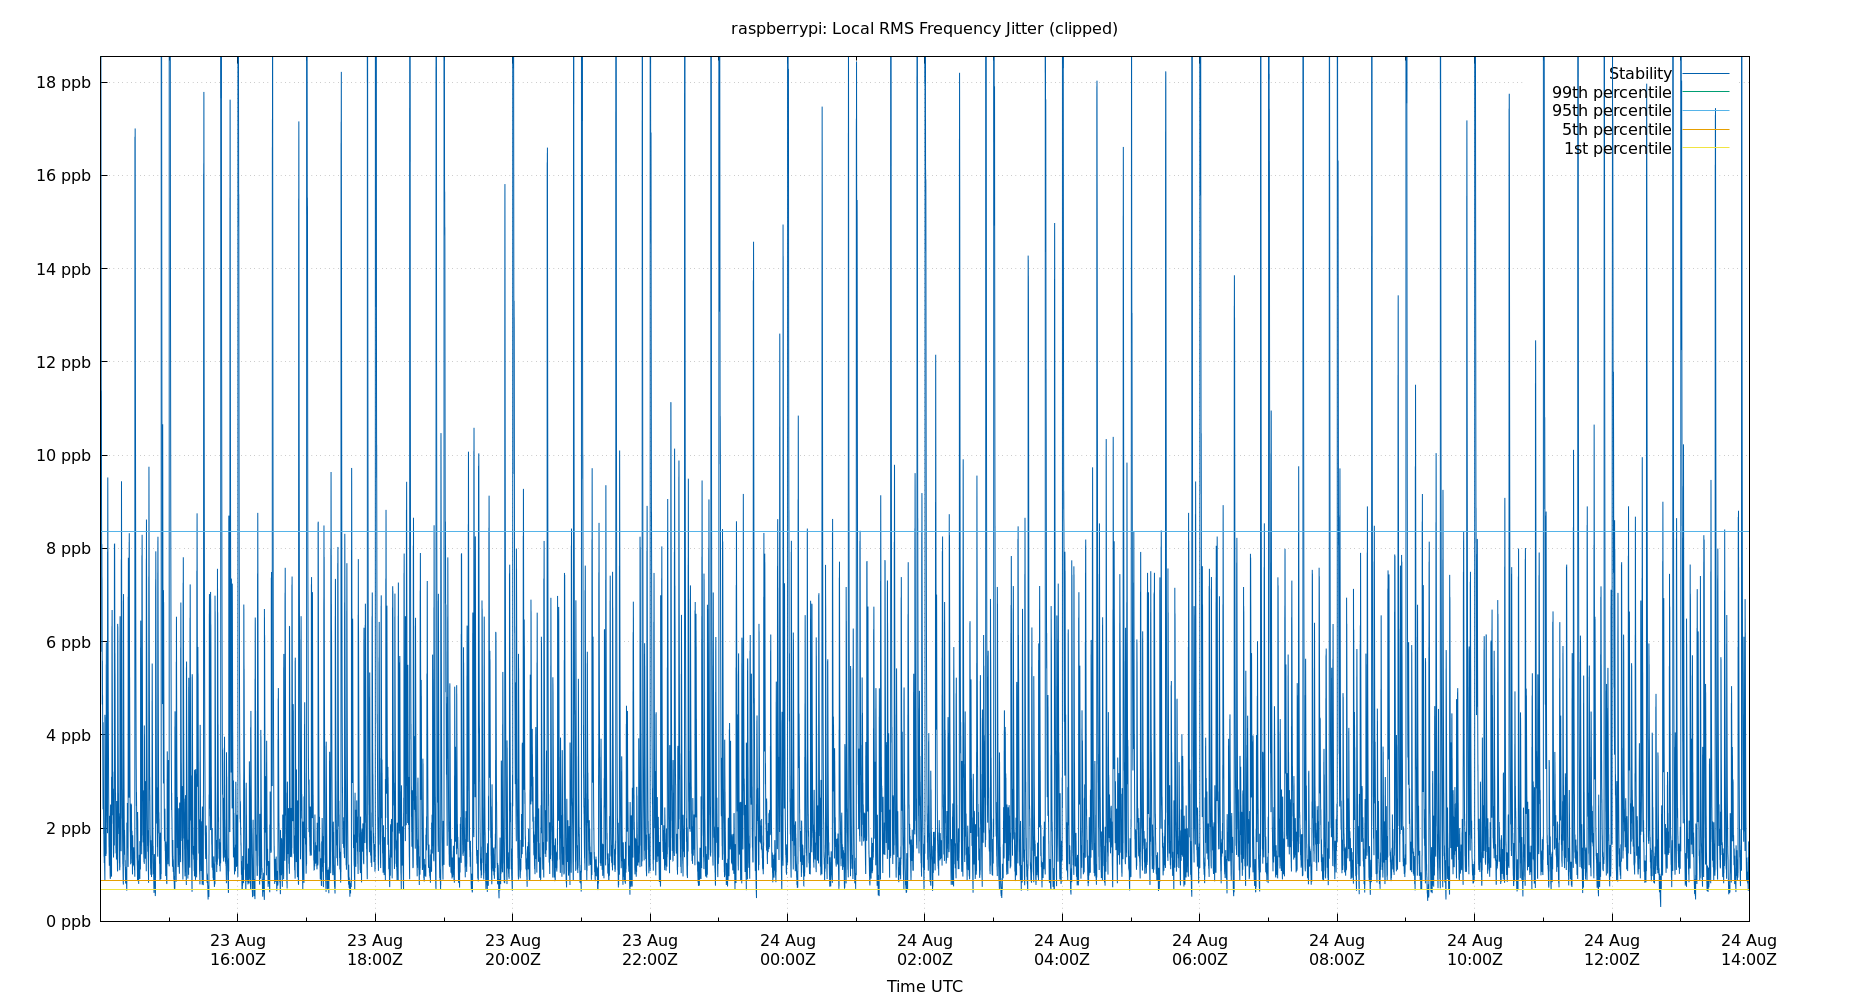 raspberrypi: Local RMS Frequency Jitter (clipped)
18 ppb
16 ppb
14 ppb
12 ppb
10 ppb
8 ppb
6 ppb
4 ppb
2 ppb
0 ppb
Stability
99th percentile
95th percentile
5th percentile
1st percentile
23 Aug
16:00Z
23 Aug
18:00Z
23 Aug
20:00Z
23 Aug
22:00Z
24 Aug
00:00Z
24 Aug
02:00Z
24 Aug
04:00Z
24 Aug
06:00Z
24 Aug
08:00Z
24 Aug
10:00Z
24 Aug
12:00Z
24 Aug
14:00Z
Time UTC